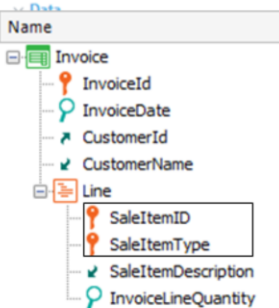 Data
Name
Invoice
InvoiceId
InvoiceDate
CustomerId
CustomerName
Line
SaleItemID
SaleItemType
SaleItemDescription
InvoiceLineQuantity